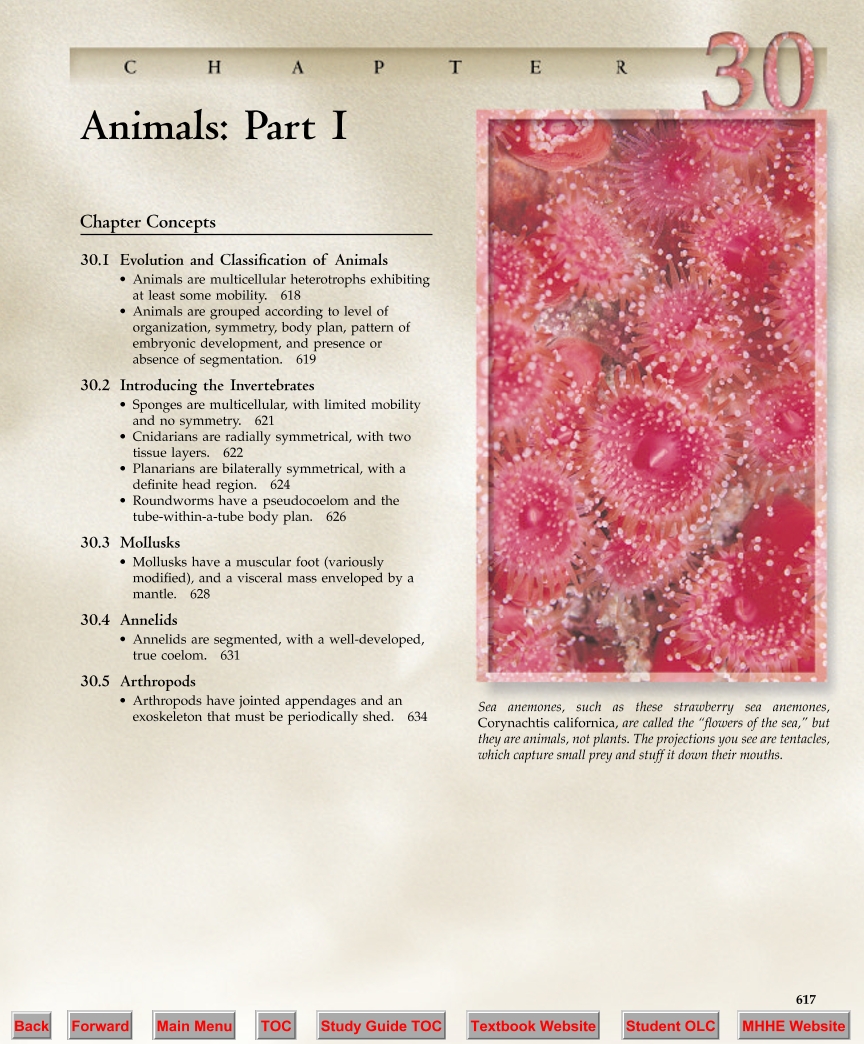 CHAPTER 30
Animals: Part I
Chapter Concepts
30.1 Evolution and Classification of Animals
• Animals are multicellular heterotrophs exhibiting
at least some mobility. 618
• Animals are grouped according to level of
organization, symmetry, body plan, pattern of
embryonic development, and presence or
absence of segmentation. 619
30.2 Introducing the Invertebrates
• Sponges are multicellular, with limited mobility
and no symmetry. 621
• Cnidarians are radially symmetrical, with two
tissue layers. 622
• Planarians are bilaterally symmetrical, with a
definite head region. 624
• Roundworms have a pseudocoelom and the
tube-within-a-tube body plan. 626
30.3 Mollusks
• Mollusks have a muscular foot (variously
modified), and a visceral mass enveloped by a
mantle. 628
30.4 Annelids
• Annelids are segmented, with a well-developed,
true coelom. 631
30.5 Arthropods
• Arthropods have jointed appendages and an
exoskeleton that must be periodically shed. 634
Sea anemones, such as these strawberry sea anemones,
Corynachtis californica, are called the “flowers of the sea,” but
they are animals, not plants. The projections you see are tentacles,
which capture small prey and stuff it down their mouths.
617
Back Forward Main Menu TOC Study Guide TOC Textbook Website Student OLC MHHE Website